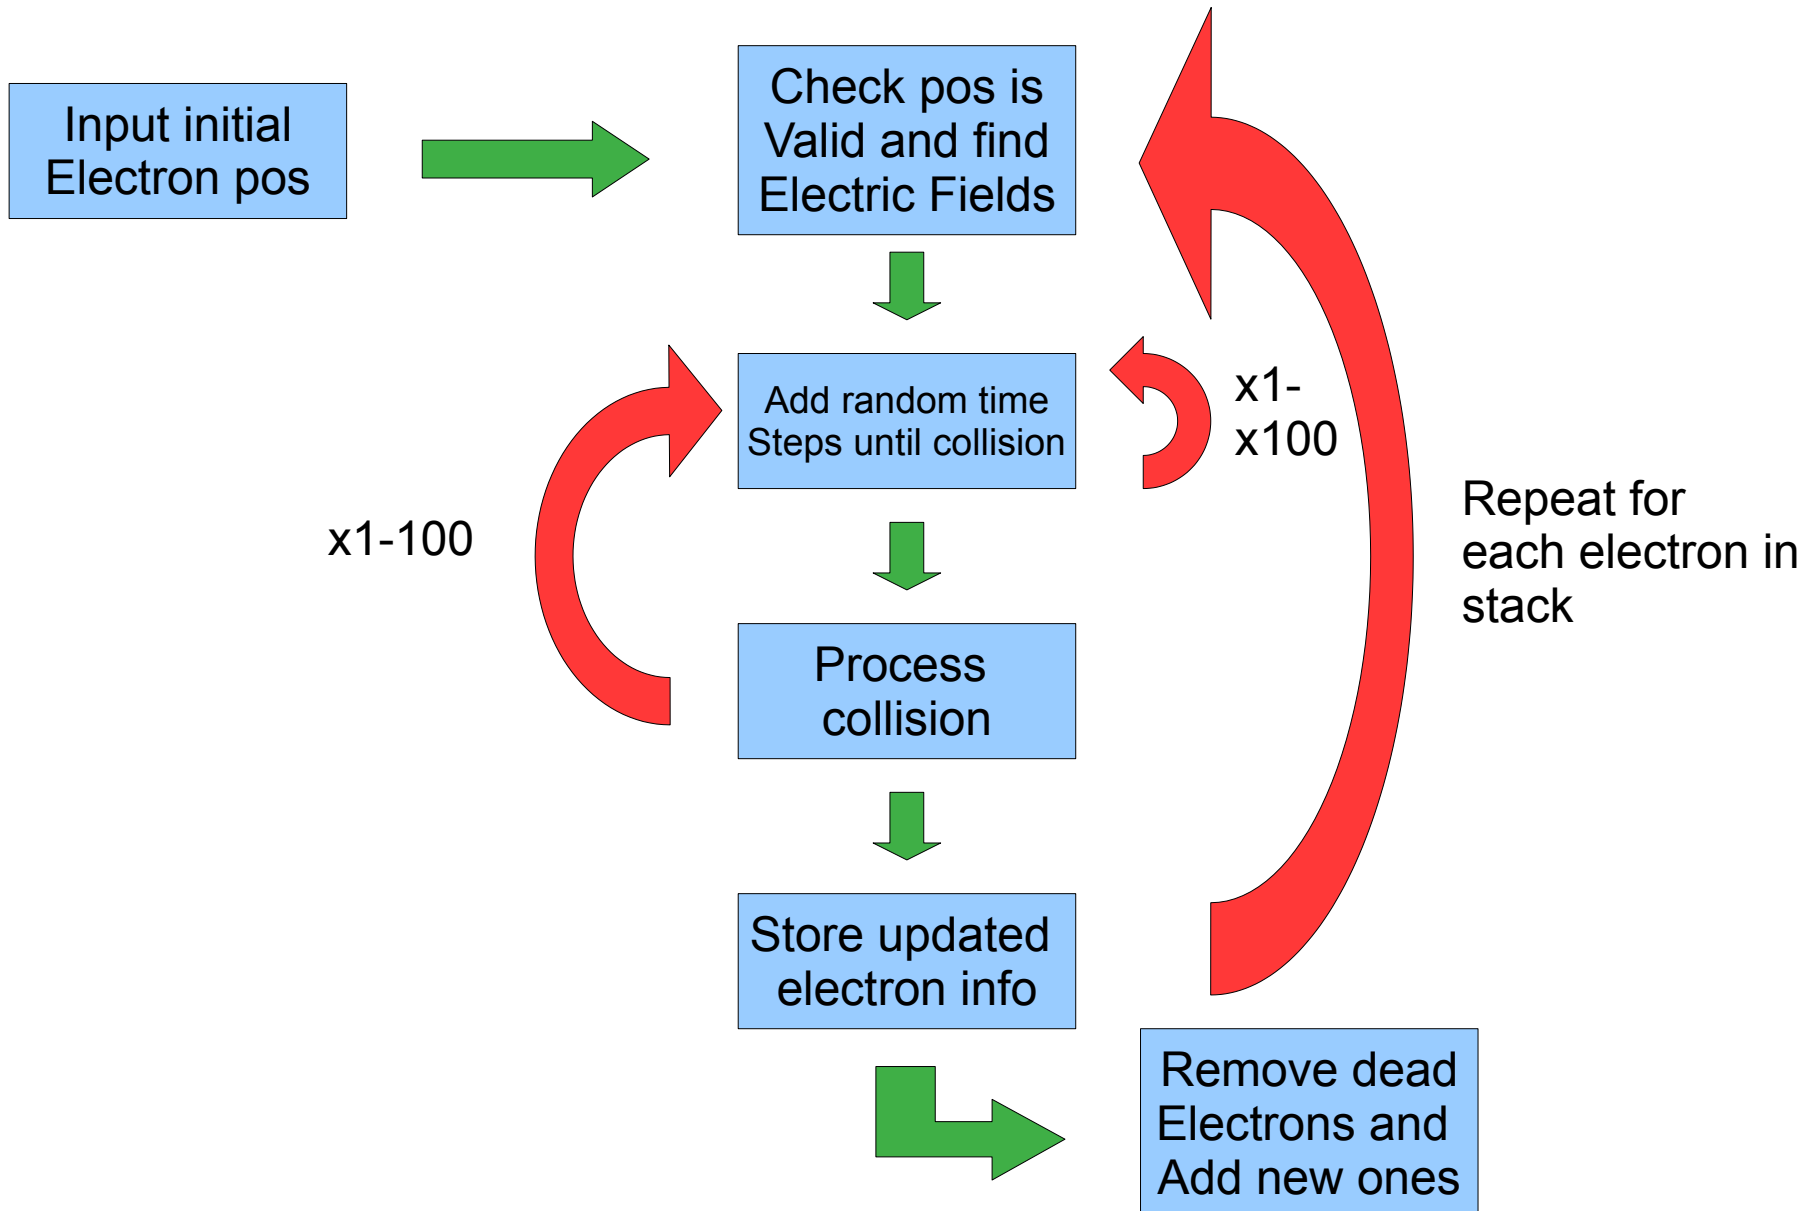 Input initial
Electron pos
Check pos is
Valid and find
Electric Fields
Add random time
Steps until collision
x1-
x100
x1-100
Process
collision
Repeat for
each electron in
stack
Store updated
electron info
Remove dead
Electrons and
Add new ones